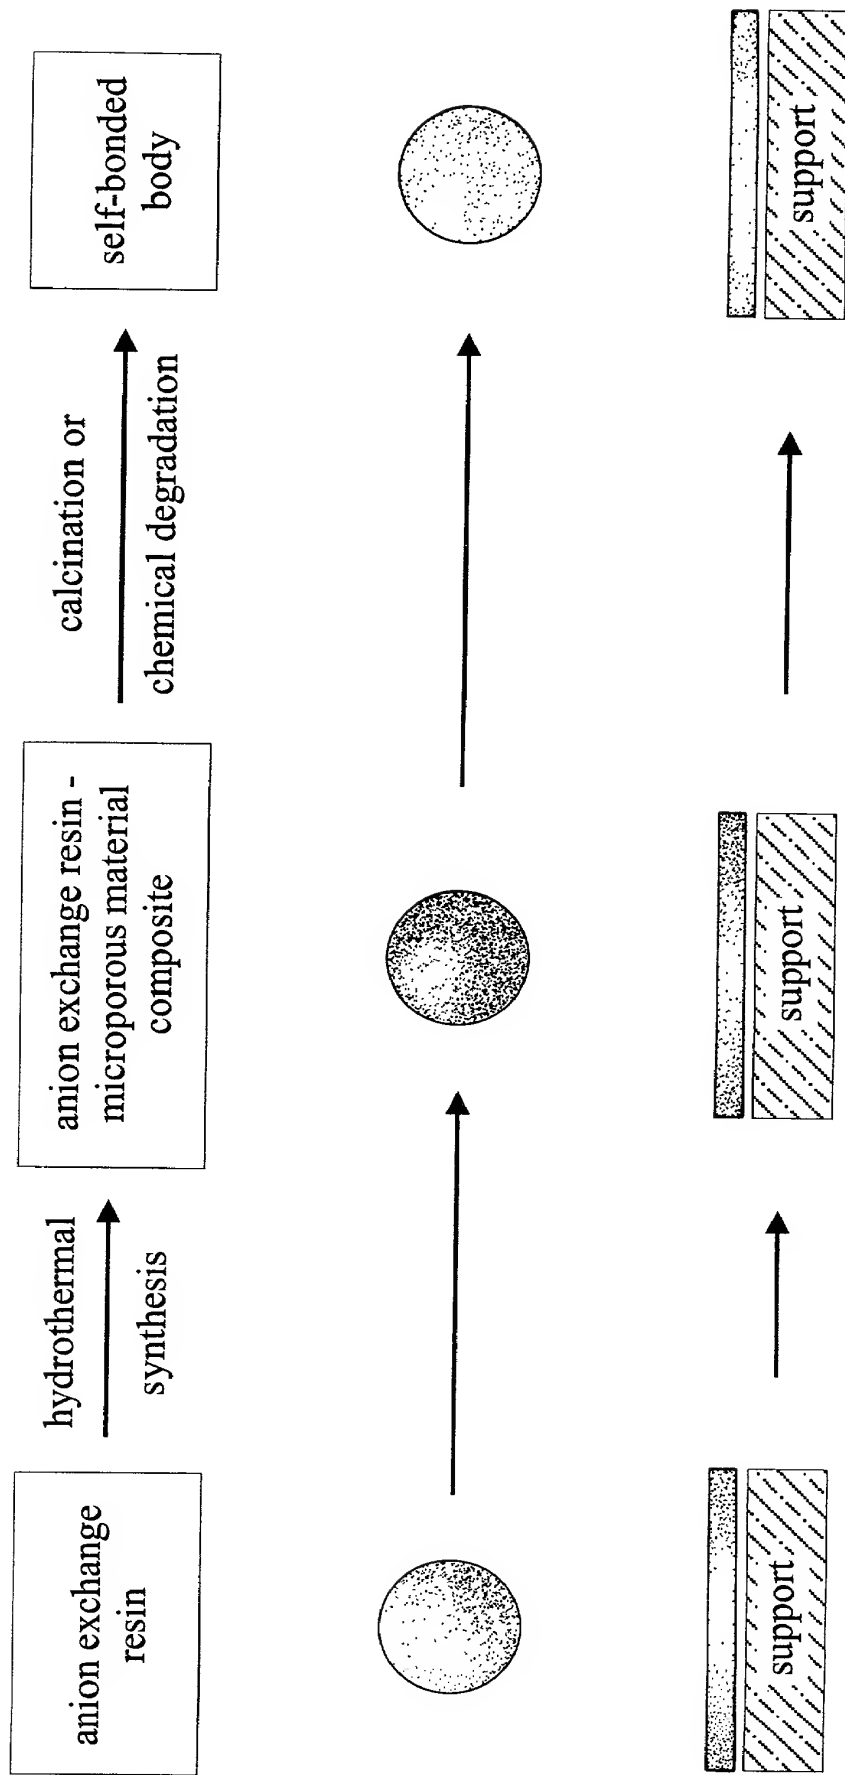 anion exchange
resin
hydrothermal
synthesis
anion exchange resin -
microporous material
composite
calcination or
chemical degradation
self-bonded
body
support
support
support